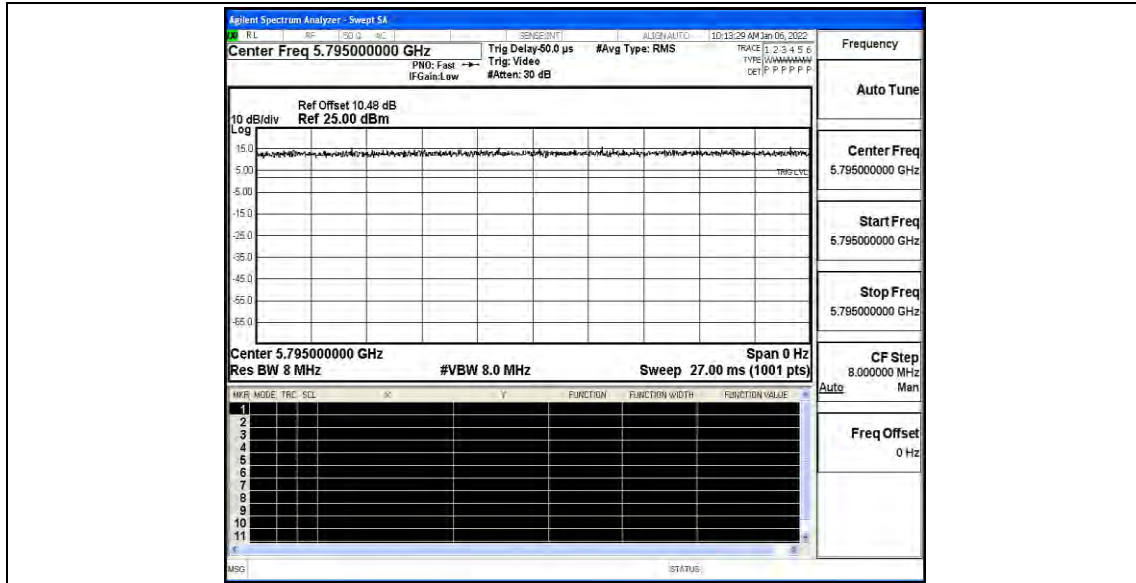 Agilent Spectrum Analyzer - Swept SA
RL RF 50 Ω SENSE:INT ALIGN AUTO 10:13:29 AM Jan 06, 2022
Center Freq 5.795000000 GHz
PNO: Fast
IFGain:Low
Trig Delay-50.0 µs
Trig: Video
#Atten: 30 dB
#Avg Type: RMS
TRACE 1 2 3 4 5 6
TYPE
DET P P P P P P
Ref Offset 10.48 dB
10 dB/div Ref 25.00 dBm
Log
15.0
5.00
TRIG LVL
-5.00
-15.0
-25.0
-35.0
-45.0
-55.0
-65.0
Center 5.795000000 GHz Span 0 Hz
Res BW 8 MHz #VBW 8.0 MHz Sweep 27.00 ms (1001 pts)
MKR MODE TRC SCL X Y FUNCTION FUNCTION WIDTH FUNCTION VALUE
1
2
3
4
5
6
7
8
9
10
11
MSG STATUS
Frequency
Auto Tune
Center Freq
5.795000000 GHz
Start Freq
5.795000000 GHz
Stop Freq
5.795000000 GHz
CF Step
8.000000 MHz
Auto Man
Freq Offset
0 Hz